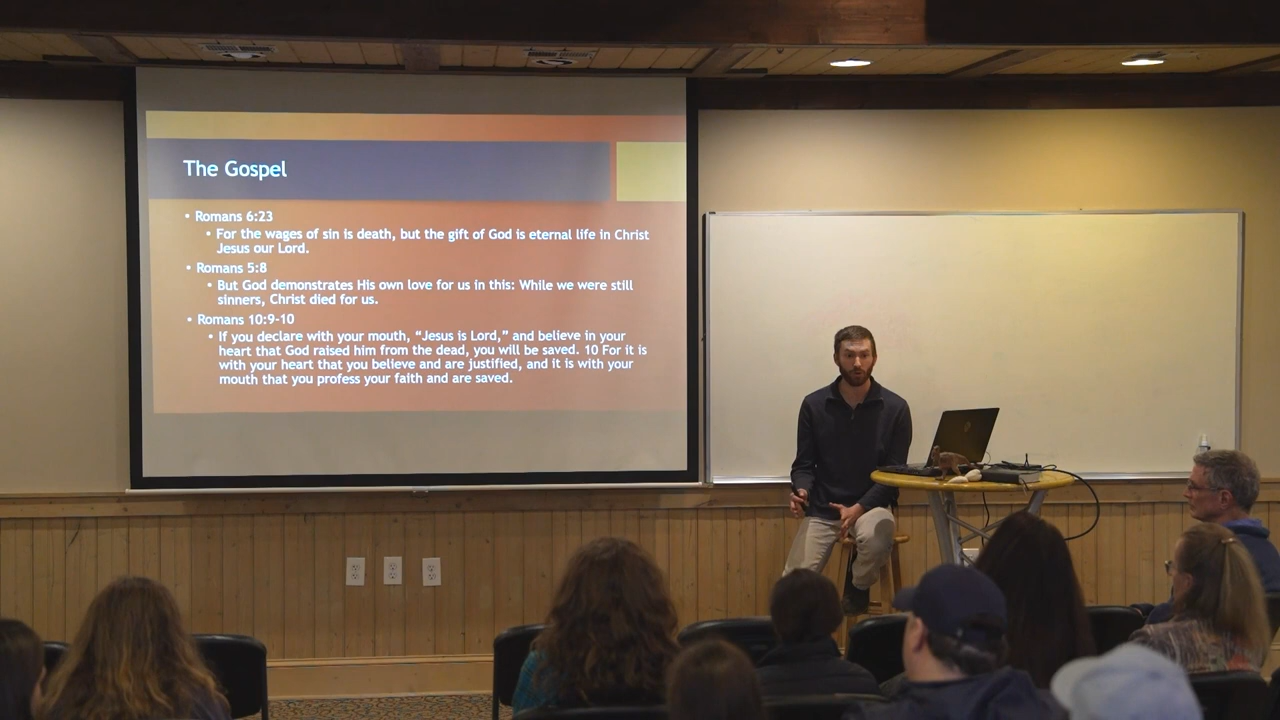 The Gospel
• Romans 6:23
• For the wages of sin is death, but the gift of God is eternal life in Christ
Jesus our Lord.
• Romans 5:8
• But God demonstrates His own love for us in this: While we were still
sinners, Christ died for us.
• Romans 10:9-10
• If you declare with your mouth, “Jesus is Lord,” and believe in your
heart that God raised him from the dead, you will be saved. 10 For it is
with your heart that you believe and are justified, and it is with your
mouth that you profess your faith and are saved.